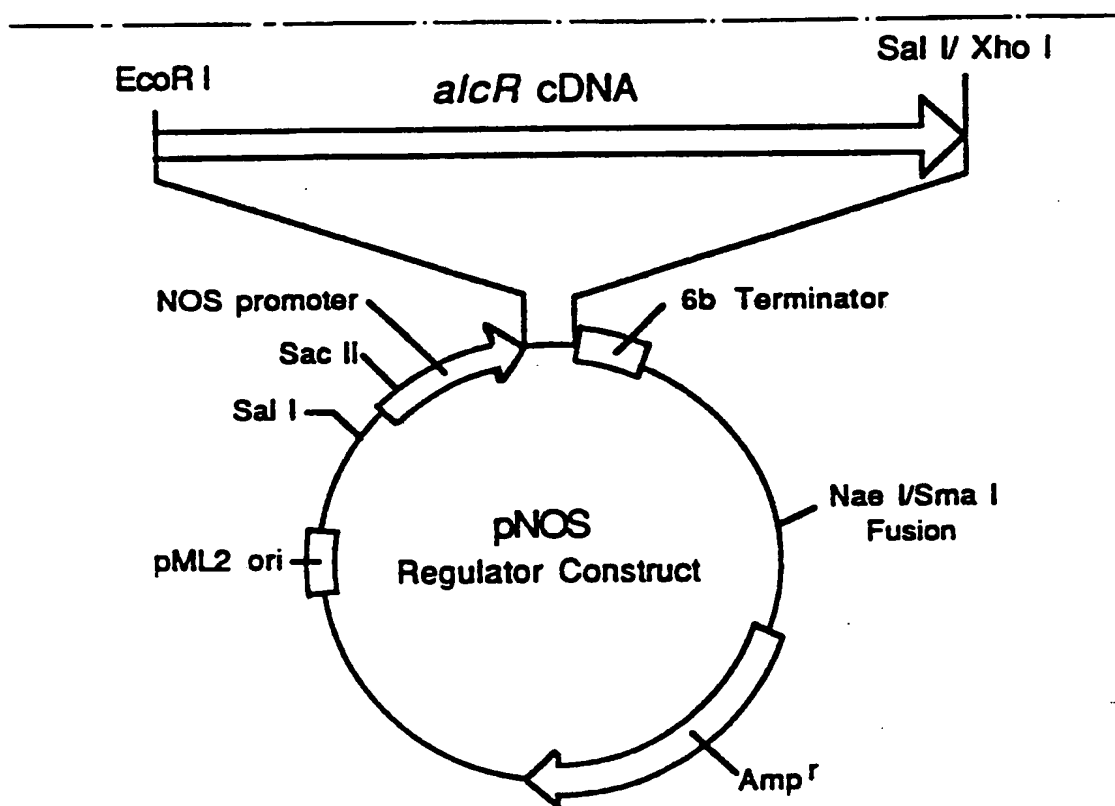 EcoR I
alcR cDNA
Sal I/ Xho I
NOS promoter
6b Terminator
Sac II
Sal I
Nae I/Sma I
Fusion
pNOS
Regulator Construct
pML2 ori
Amp r